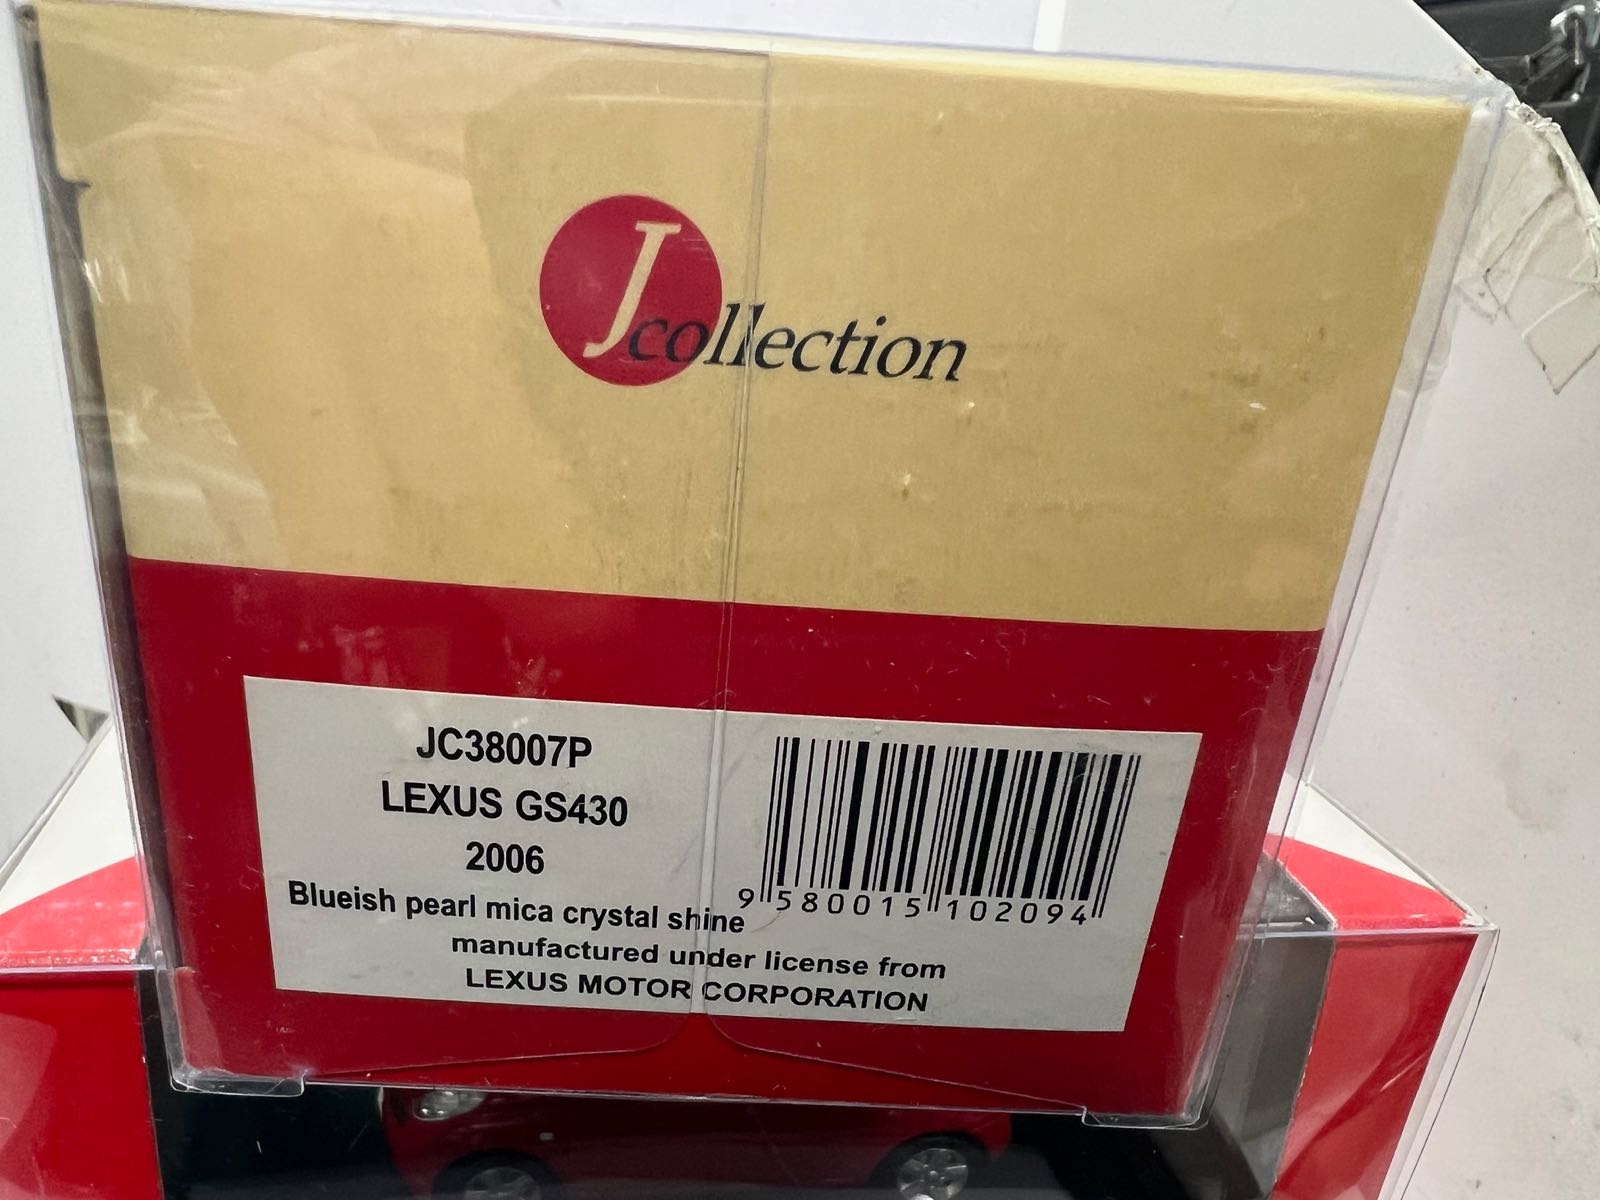 Jcollection
JC38007P
LEXUS GS430
2006
Blueish pearl mica crystal shine
manufactured under license from
LEXUS MOTOR CORPORATION
9 580015 102094